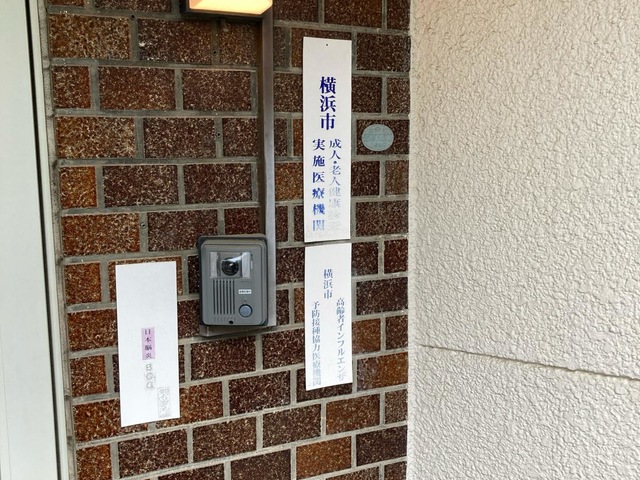 横浜市
成人・老人健康診査
実施医療機関
横浜市
高齢者インフルエンザ
予防接種協力医療機関
日本脳炎
BCG